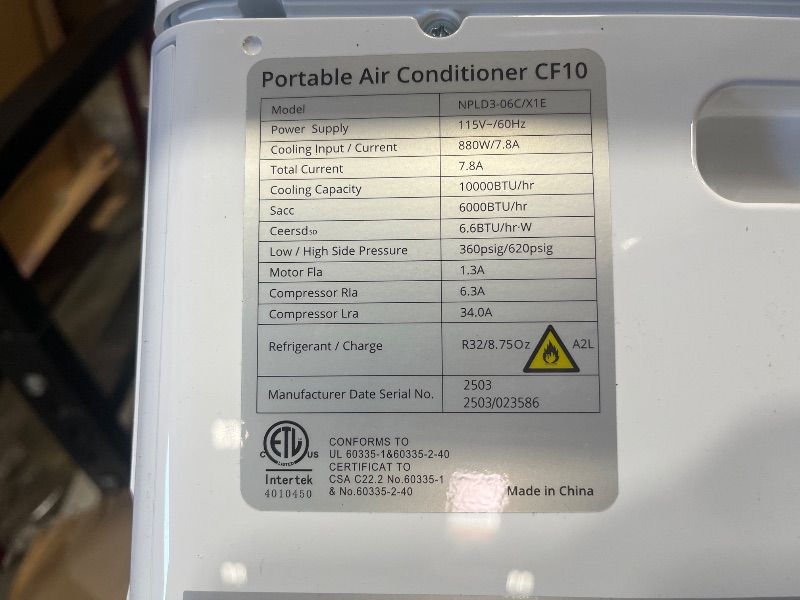 Portable Air Conditioner CF10
Model NPLD3-06C/X1E
Power Supply 115V~/60Hz
Cooling Input / Current 880W/7.8A
Total Current 7.8A
Cooling Capacity 10000BTU/hr
Sacc 6000BTU/hr
Ceersd SD 6.6BTU/hr·W
Low / High Side Pressure 360psig/620psig
Motor Fla 1.3A
Compressor Rla 6.3A
Compressor Lra 34.0A
Refrigerant / Charge R32/8.75Oz A2L
Manufacturer Date Serial No. 2503
2503/023586
C ETL US
LISTED
Intertek
4010450
CONFORMS TO
UL 60335-1&60335-2-40
CERTIFICAT TO
CSA C22.2 No.60335-1
& No.60335-2-40
Made in China